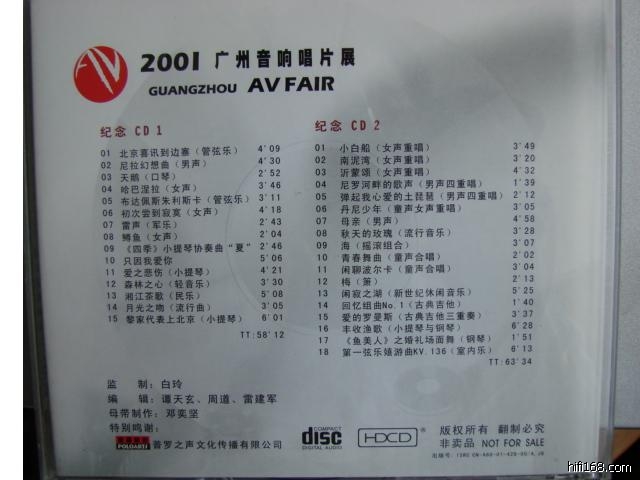 AV
2001 广州音响唱片展
GUANGZHOU AV FAIR
纪念 CD 1
01 北京喜讯到边塞（管弦乐） 4'09
02 尼拉幻想曲（男声） 4'30
03 天鹅（口琴） 2'52
04 哈巴涅拉（女声） 3'46
05 布达佩斯朱利斯卡（管弦乐） 3'11
06 初次尝到寂寞（女声） 4'18
07 雷声（军乐） 2'43
08 鳟鱼（女声） 2'04
09 《四季》小提琴协奏曲“夏” 2'46
10 只因我爱你 5'06
11 爱之悲伤（小提琴） 4'21
12 森林之心（轻音乐） 3'30
13 湘江茶歌（民乐） 5'08
14 月光之吻（流行曲） 3'05
15 黎家代表上北京（小提琴） 6'01
TT:58'12
纪念 CD 2
01 小白船（女声重唱） 3'49
02 南泥湾（女声重唱） 3'20
03 沂蒙颂（女声重唱） 4'32
04 尼罗河畔的歌声（男声四重唱） 1'39
05 弹起我心爱的土琵琶（男声四重唱） 2'12
06 丹尼少年（童声女声重唱） 3'05
07 母亲（男声） 4'58
08 秋天的玫瑰（流行音乐） 3'28
09 海（摇滚组合） 3'07
10 青春舞曲（童声合唱） 3'02
11 闲聊波尔卡（童声合唱） 3'04
12 梅（箫） 2'13
13 闲寂之湖（新世纪休闲音乐） 5'25
14 回忆组曲No.1（古典吉他） 1'40
15 爱的罗曼斯（古典吉他三重奏） 3'37
16 丰收渔歌（小提琴与钢琴） 6'28
17 《鱼美人》之婚礼场面舞（钢琴） 1'51
18 第一弦乐嬉游曲KV.136（室内乐） 6'13
TT:63'34
监 制：白玲
编 辑：谭天玄、周道、雷建军
母带制作：邓奕坚
特别鸣谢：
POLOARTS 普罗之声文化传播有限公司
COMPACT disc DIGITAL AUDIO
HDCD
版权所有 翻制必究
非卖品 NOT FOR SALE
hifi168.com